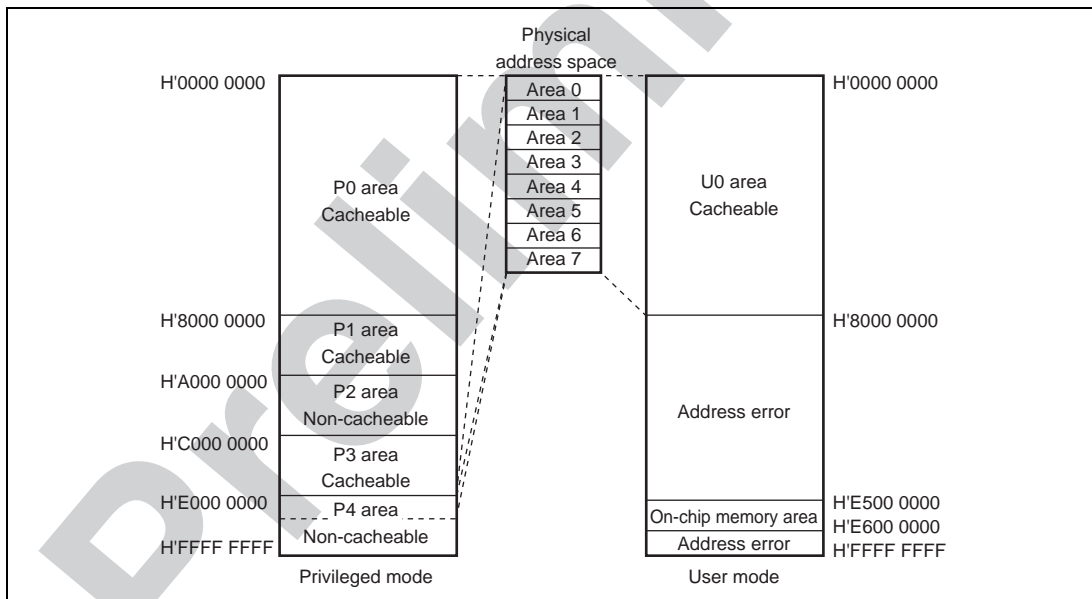 Physical
address space
Area 0
Area 1
Area 2
Area 3
Area 4
Area 5
Area 6
Area 7
H'0000 0000
P0 area
Cacheable
H'8000 0000
P1 area
Cacheable
H'A000 0000
P2 area
Non-cacheable
H'C000 0000
P3 area
Cacheable
H'E000 0000
P4 area
Non-cacheable
H'FFFF FFFF
Privileged mode
H'0000 0000
U0 area
Cacheable
H'8000 0000
Address error
H'E500 0000
On-chip memory area
H'E600 0000
Address error
H'FFFF FFFF
User mode
Prelim